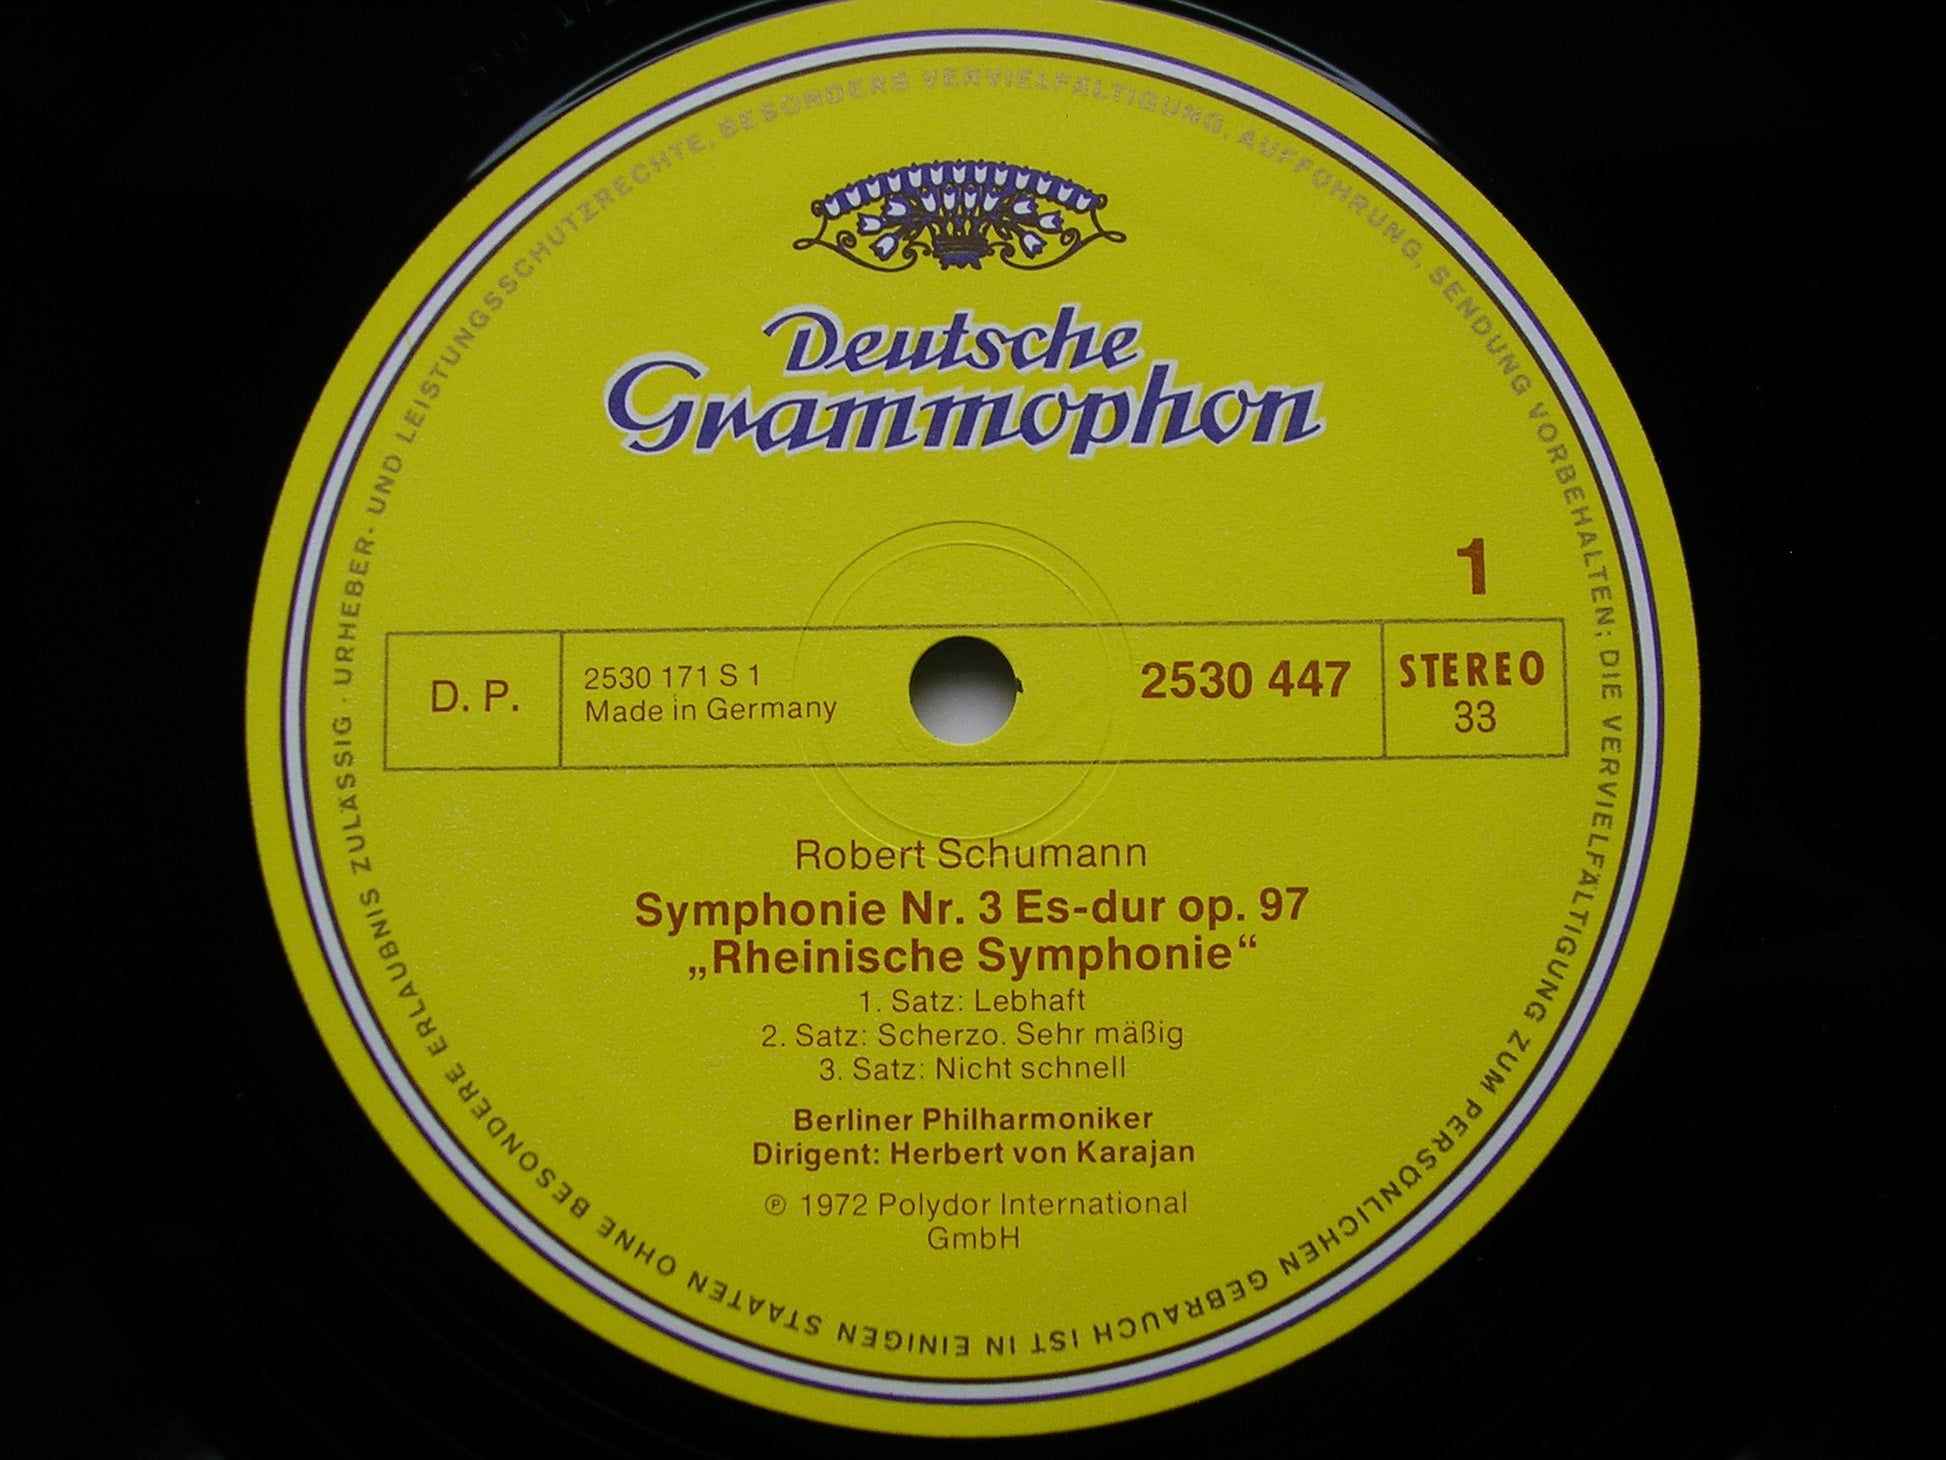 Deutsche
Grammophon
1
D. P.
2530 171 S 1
Made in Germany
2530 447
STEREO
33
Robert Schumann
Symphonie Nr. 3 Es-dur op. 97
„Rheinische Symphonie“
1. Satz: Lebhaft
2. Satz: Scherzo. Sehr mäßig
3. Satz: Nicht schnell
Berliner Philharmoniker
Dirigent: Herbert von Karajan
℗ 1972 Polydor International
GmbH
URHEBER- UND LEISTUNGSSCHUTZRECHTE, BESONDERS VERVIELFÄLTIGUNG, AUFFÜHRUNG, SENDUNG VORBEHALTEN; DIE VERVIELFÄLTIGUNG ZUM PERSÖNLICHEN GEBRAUCH IST IN EINIGEN STAATEN OHNE BESONDERE ERLAUBNIS ZULÄSSIG ·